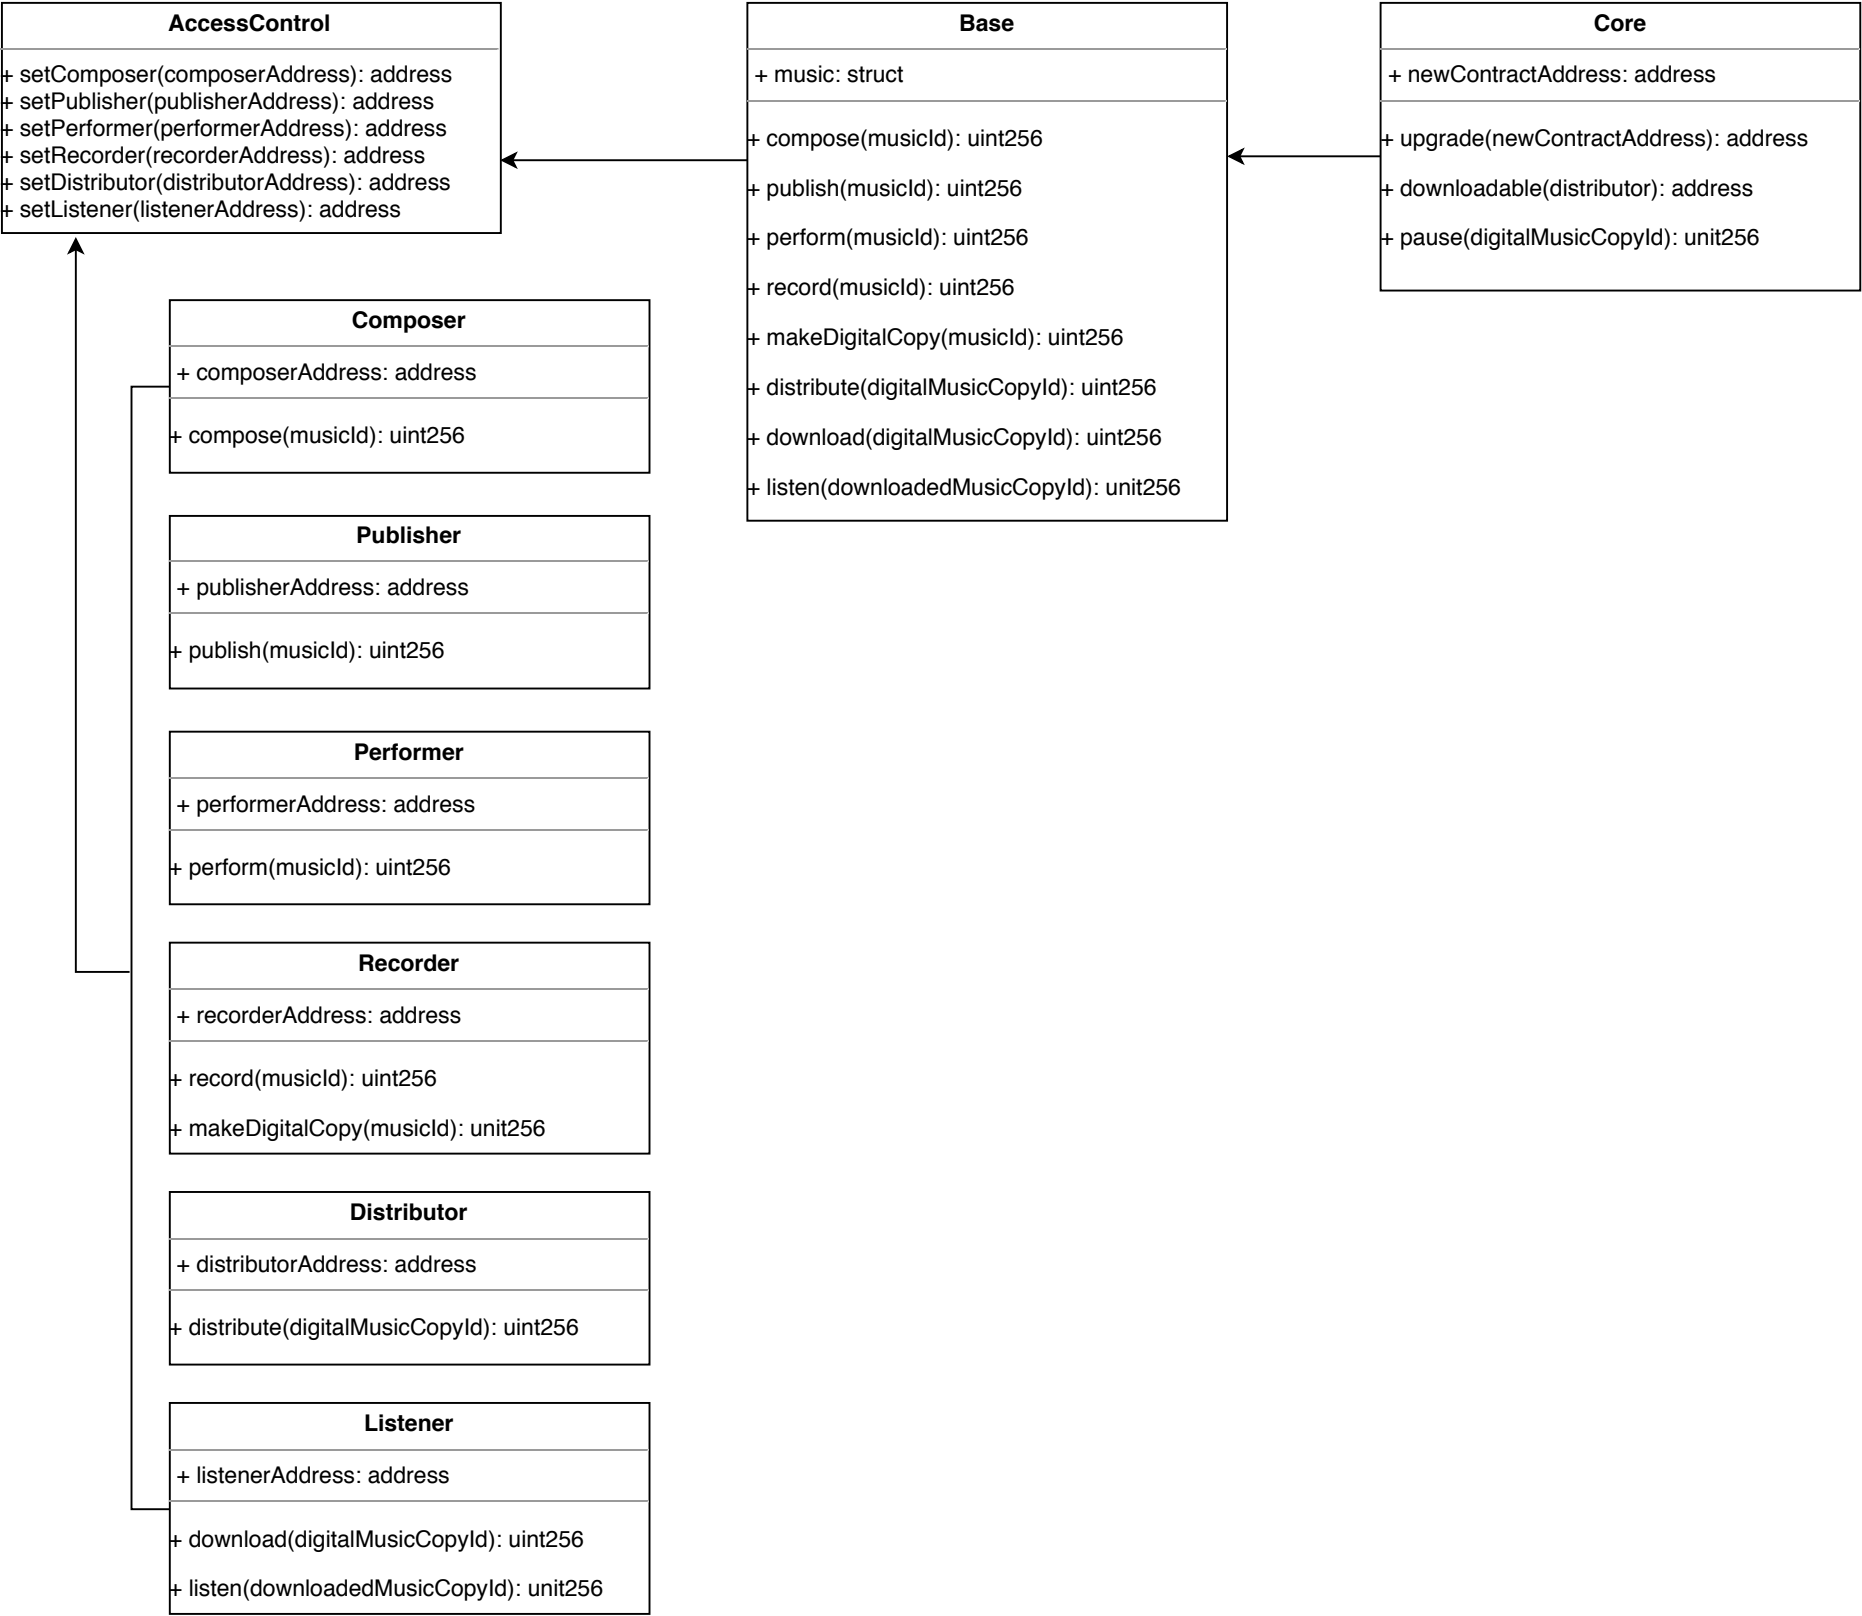 AccessControl
+ setComposer(composerAddress): address
+ setPublisher(publisherAddress): address
+ setPerformer(performerAddress): address
+ setRecorder(recorderAddress): address
+ setDistributor(distributorAddress): address
+ setListener(listenerAddress): address
Base
+ music: struct
+ compose(musicId): uint256
+ publish(musicId): uint256
+ perform(musicId): uint256
+ record(musicId): uint256
+ makeDigitalCopy(musicId): uint256
+ distribute(digitalMusicCopyId): uint256
+ download(digitalMusicCopyId): uint256
+ listen(downloadedMusicCopyId): unit256
Core
+ newContractAddress: address
+ upgrade(newContractAddress): address
+ downloadable(distributor): address
+ pause(digitalMusicCopyId): unit256
Composer
+ composerAddress: address
+ compose(musicId): uint256
Publisher
+ publisherAddress: address
+ publish(musicId): uint256
Performer
+ performerAddress: address
+ perform(musicId): uint256
Recorder
+ recorderAddress: address
+ record(musicId): uint256
+ makeDigitalCopy(musicId): unit256
Distributor
+ distributorAddress: address
+ distribute(digitalMusicCopyId): uint256
Listener
+ listenerAddress: address
+ download(digitalMusicCopyId): uint256
+ listen(downloadedMusicCopyId): unit256